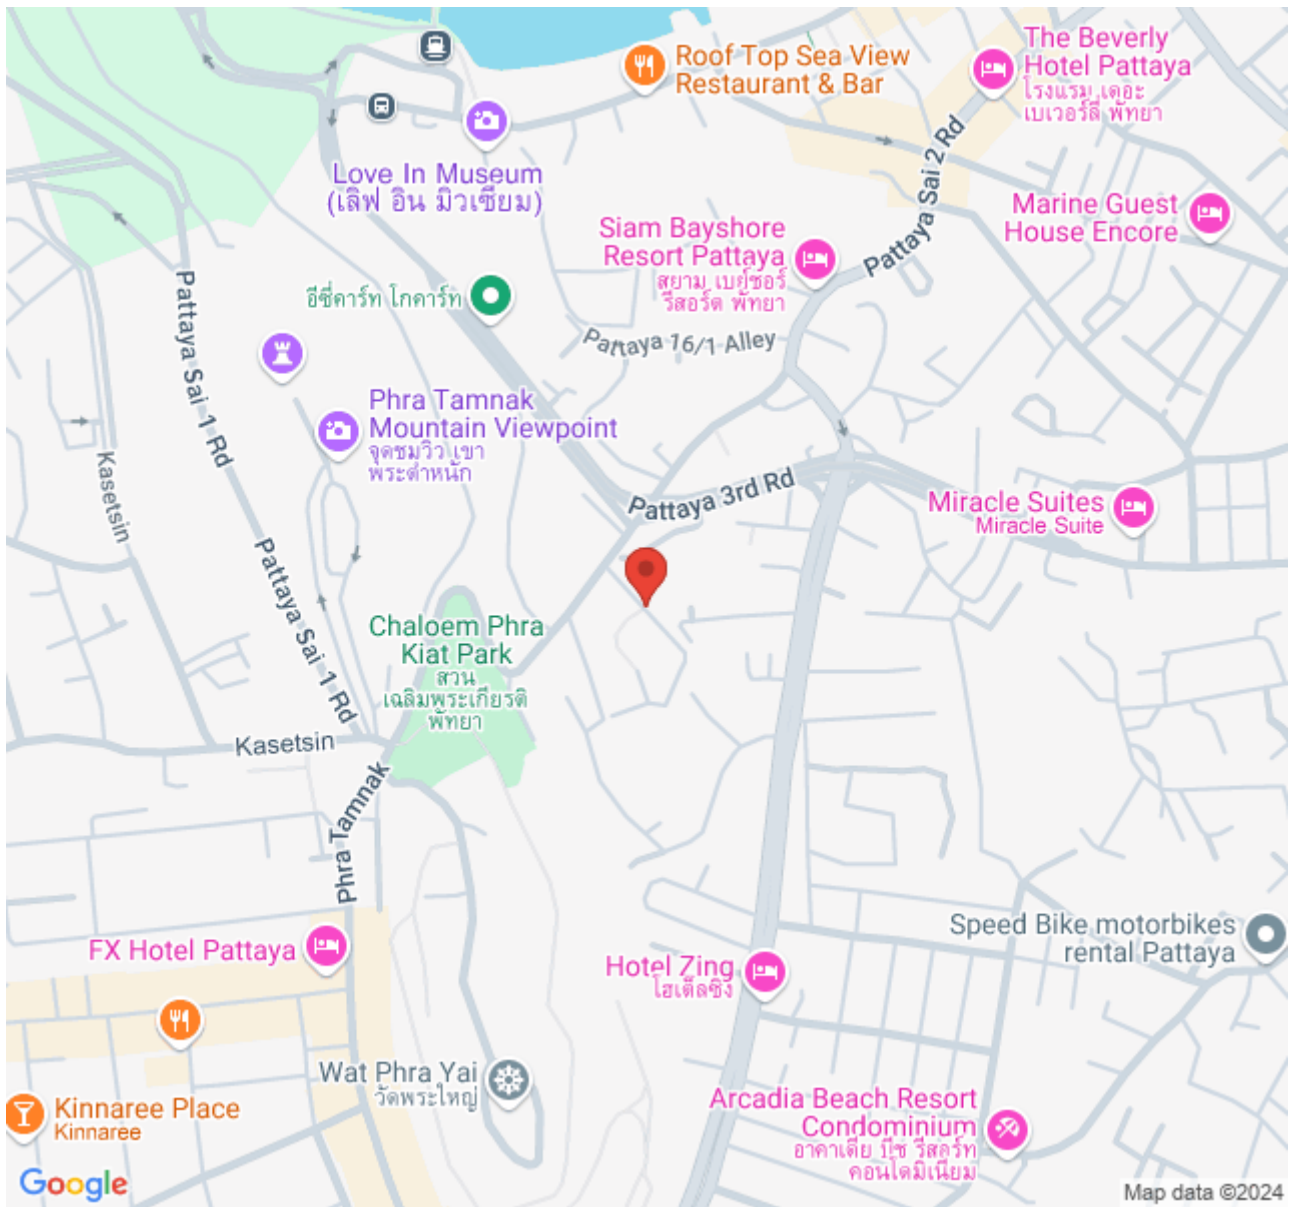 Roof Top Sea View
Restaurant & Bar
The Beverly
Hotel Pattaya
โรงแรม เดอะ
เบเวอร์ลี่ พัทยา
Love In Museum
(เลิฟ อิน มิวเซียม)
Pattaya Sai 2 Rd
Marine Guest
House Encore
Siam Bayshore
Resort Pattaya
สยาม เบย์ชอร์
รีสอร์ต พัทยา
อีซี่คาร์ท โกคาร์ท
Pattaya 16/1 Alley
Pattaya Sai 1 Rd
Phra Tamnak
Mountain Viewpoint
จุดชมวิว เขา
พระตำหนัก
Kasetsin
Pattaya 3rd Rd
Miracle Suites
Miracle Suite
Pattaya Sai 1 Rd
Chaloem Phra
Kiat Park
สวน
เฉลิมพระเกียรติ
พัทยา
Kasetsin
Phra Tamnak
FX Hotel Pattaya
Speed Bike motorbikes
rental Pattaya
Hotel Zing
โฮเต็ลซิง
Wat Phra Yai
วัดพระใหญ่
Kinnaree Place
Kinnaree
Arcadia Beach Resort
Condominium
อาคาเดีย บีช รีสอร์ท
คอนโดมิเนียม
Google
Map data ©2024